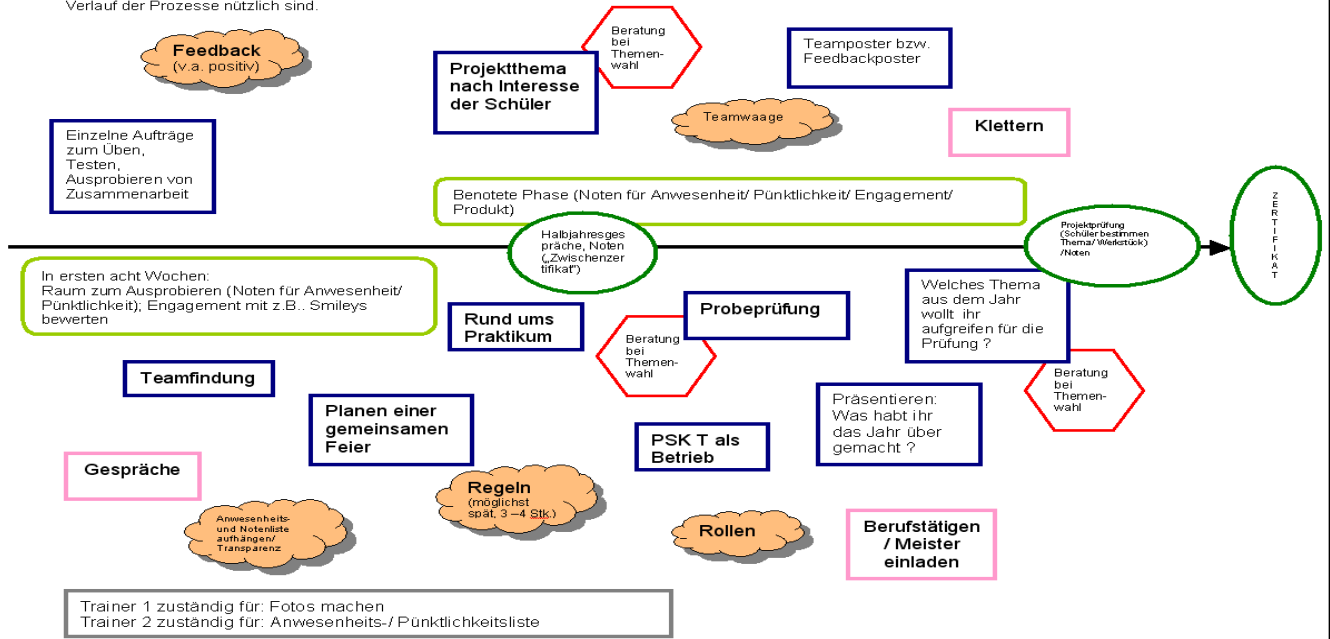 Verlauf der Prozesse nützlich sind.
Feedback
(v.a. positiv)
Beratung
bei
Themen-
wahl
Projektthema
nach Interesse
der Schüler
Teamposter bzw.
Feedbackposter
Teamwaage
Klettern
Einzelne Aufträge
zum Üben,
Testen,
Ausprobieren von
Zusammenarbeit
Benotete Phase (Noten für Anwesenheit/ Pünktlichkeit/ Engagement/
Produkt)
Halbjahresges
präche, Noten
(„Zwischenzer
tifikat")
Projektprüfung
(Schüler bestimmen
Thema/ Werkstück)
/Noten
ZERTIFIKAT
In ersten acht Wochen:
Raum zum Ausprobieren (Noten für Anwesenheit/
Pünktlichkeit); Engagement mit z.B.. Smileys
bewerten
Rund ums
Praktikum
Beratung
bei
Themen-
wahl
Probeprüfung
Welches Thema
aus dem Jahr
wollt ihr
aufgreifen für die
Prüfung ?
Beratung
bei
Themen-
wahl
Teamfindung
Planen einer
gemeinsamen
Feier
PSK T als
Betrieb
Präsentieren:
Was habt ihr
das Jahr über
gemacht ?
Gespräche
Anwesenheits-
und Notenliste
aufhängen/
Transparenz
Regeln
(möglichst
spät, 3 –4 Stk.)
Rollen
Berufstätigen
/ Meister
einladen
Trainer 1 zuständig für: Fotos machen
Trainer 2 zuständig für: Anwesenheits-/ Pünktlichkeitsliste